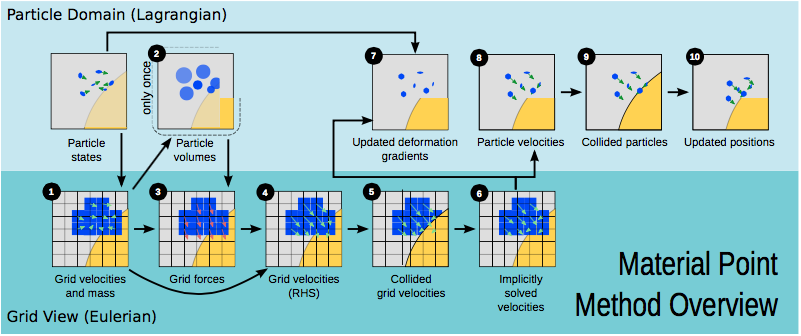 Particle Domain (Lagrangian)
only once
2
7
8
9
10
Particle
states
Particle
volumes
Updated deformation
gradients
Particle velocities
Collided particles
Updated positions
1
3
4
5
6
Grid velocities
and mass
Grid forces
Grid velocities
(RHS)
Collided
grid velocities
Implicitly
solved
velocities
Material Point
Method Overview
Grid View (Eulerian)